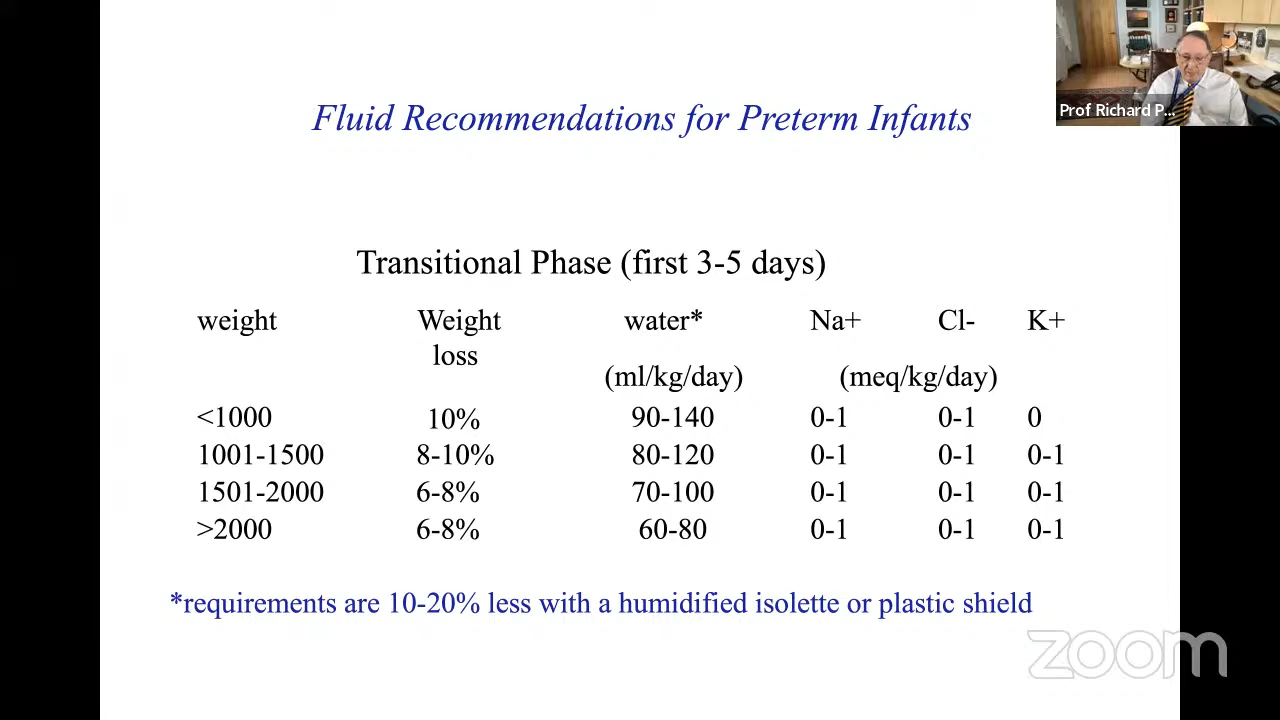 Prof Richard P...
Fluid Recommendations for Preterm Infants
Transitional Phase (first 3-5 days)
weight Weight loss water* Na+ Cl- K+
(ml/kg/day) (meq/kg/day)
<1000 10% 90-140 0-1 0-1 0
1001-1500 8-10% 80-120 0-1 0-1 0-1
1501-2000 6-8% 70-100 0-1 0-1 0-1
>2000 6-8% 60-80 0-1 0-1 0-1
*requirements are 10-20% less with a humidified isolette or plastic shield
zoom